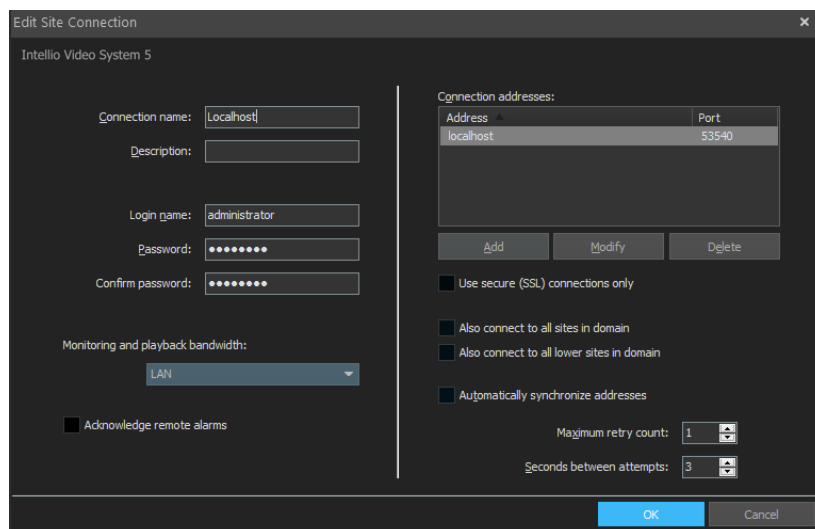 Edit Site Connection
Intellio Video System 5
Connection name: Localhost
Description:
Login name: administrator
Password: ●●●●●●●●
Confirm password: ●●●●●●●●
Monitoring and playback bandwidth:
LAN
Acknowledge remote alarms
Connection addresses:
Address Port
localhost 53540
Add Modify Delete
Use secure (SSL) connections only
Also connect to all sites in domain
Also connect to all lower sites in domain
Automatically synchronize addresses
Maximum retry count: 1
Seconds between attempts: 3
OK Cancel